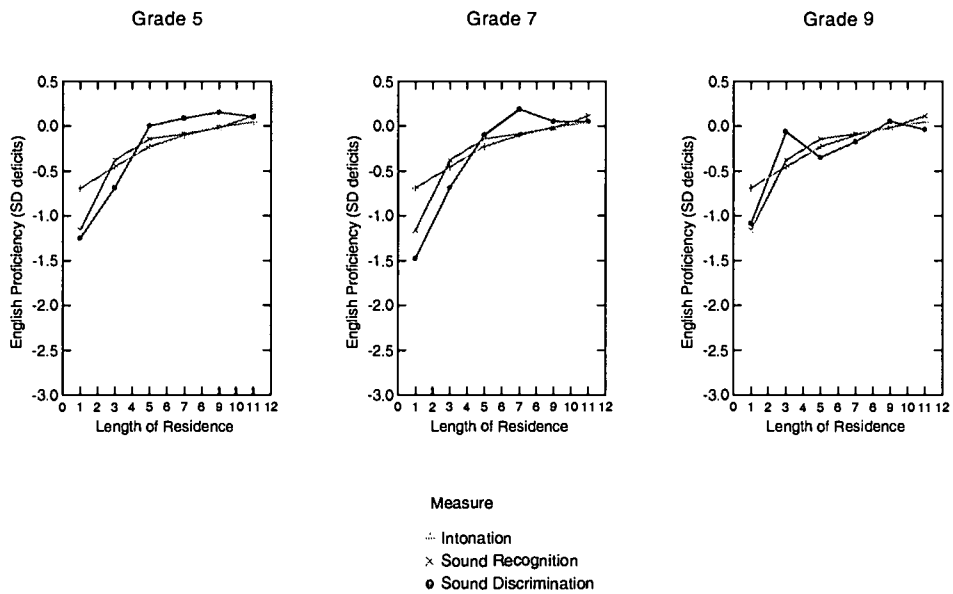 Grade 5
Grade 7
Grade 9
0.5
0.0
-0.5
-1.0
-1.5
-2.0
-2.5
-3.0
English Proficiency (SD deficits)
0 1 2 3 4 5 6 7 8 9 10 11 12
Length of Residence
0.5
0.0
-0.5
-1.0
-1.5
-2.0
-2.5
-3.0
English Proficiency (SD deficits)
0 1 2 3 4 5 6 7 8 9 10 11 12
Length of Residence
0.5
0.0
-0.5
-1.0
-1.5
-2.0
-2.5
-3.0
English Proficiency (SD deficits)
0 1 2 3 4 5 6 7 8 9 10 11 12
Length of Residence
Measure
Intonation
Sound Recognition
Sound Discrimination